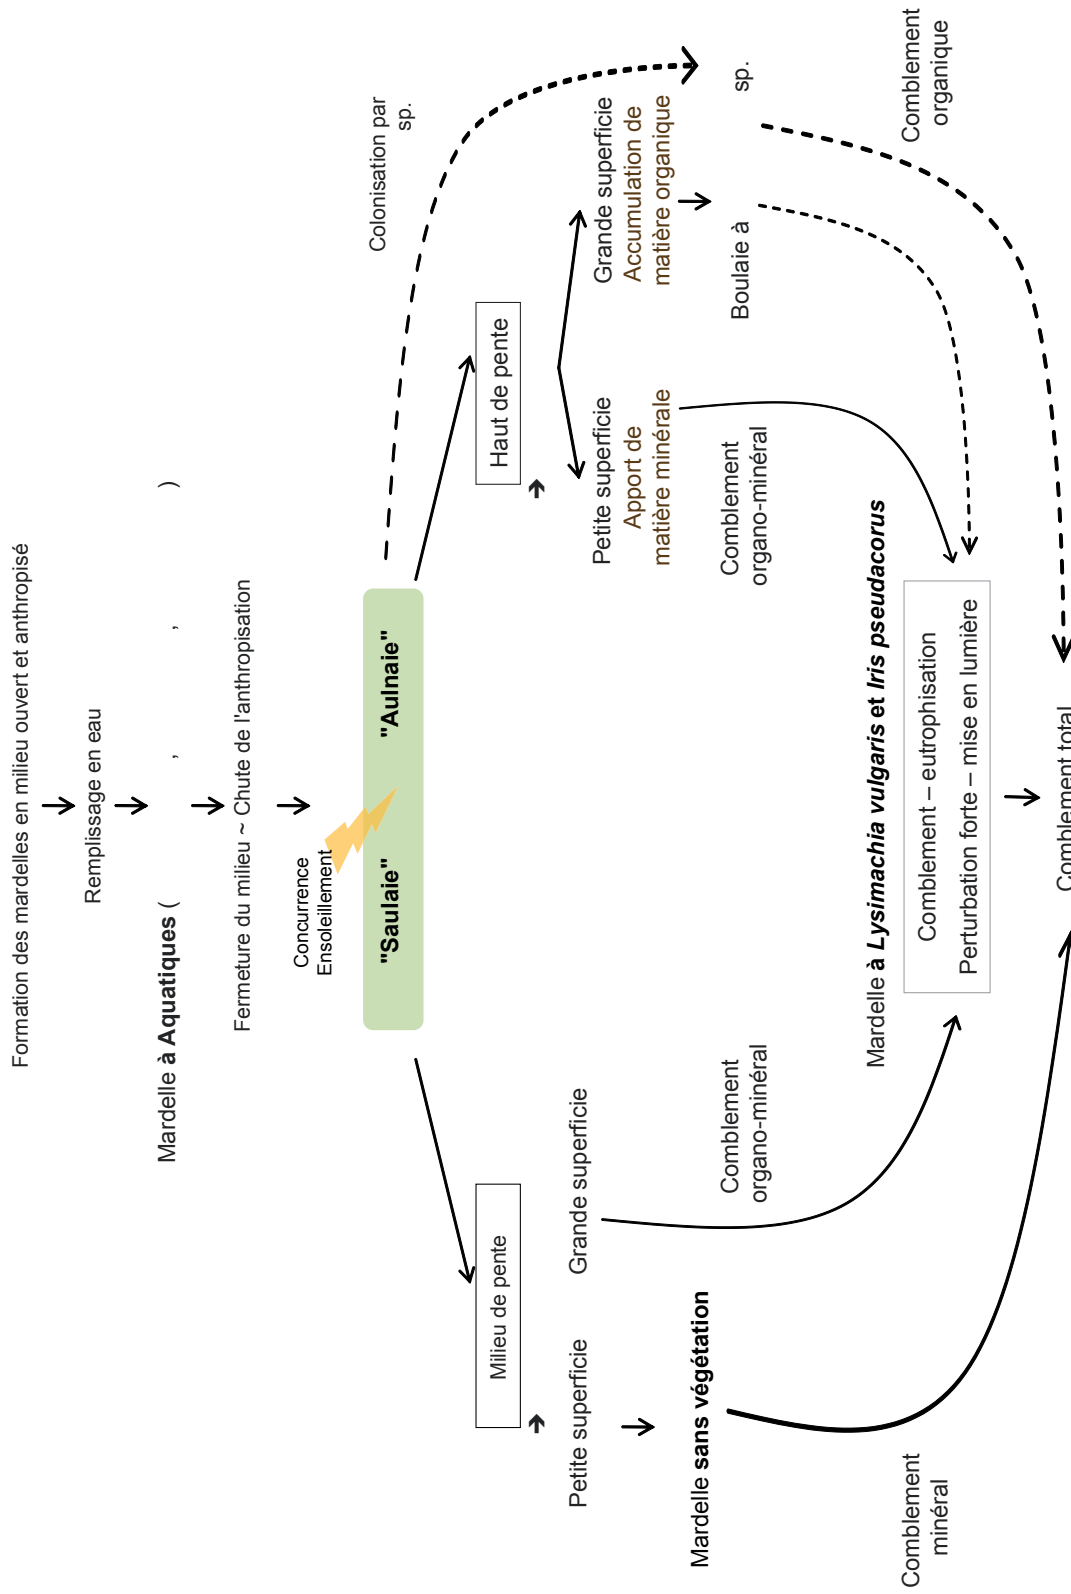 Formation des mardelles en milieu ouvert et anthropisé
Remplissage en eau
Mardelle à Aquatiques ( , , )
Fermeture du milieu ~ Chute de l'anthropisation
Concurrence
Ensoleillement
"Saulaie" "Aulnaie"
Colonisation par
sp.
Milieu de pente
Haut de pente
➔
➔
Petite superficie
Grande superficie
Petite superficie
Apport de
matière minérale
Grande superficie
Accumulation de
matière organique
Mardelle sans végétation
Comblement
organo-minéral
Comblement
organo-minéral
Boulaie à sp.
Mardelle à Lysimachia vulgaris et Iris pseudacorus
Comblement – eutrophisation
Perturbation forte – mise en lumière
Comblement
minéral
Comblement
organique
Comblement total